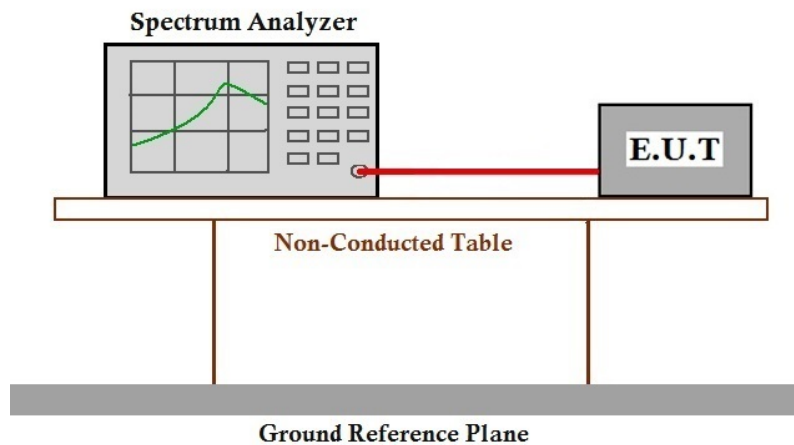 Spectrum Analyzer
E.U.T
Non-Conducted Table
Ground Reference Plane